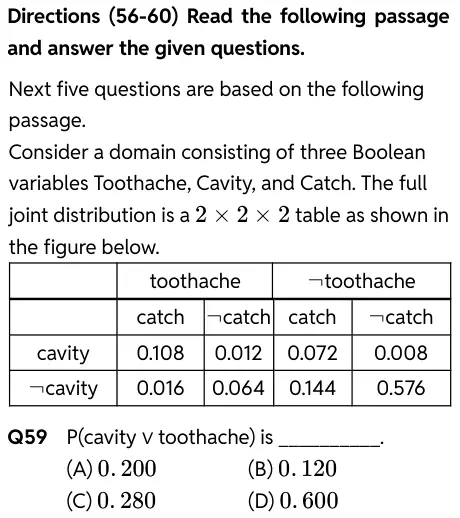 Directions (56-60) Read the following passage
and answer the given questions.
Next five questions are based on the following
passage.
Consider a domain consisting of three Boolean
variables Toothache, Cavity, and Catch. The full
joint distribution is a 2 × 2 × 2 table as shown in
the figure below.
toothache ¬toothache
catch ¬catch catch ¬catch
cavity 0.108 0.012 0.072 0.008
¬cavity 0.016 0.064 0.144 0.576
Q59 P(cavity ∨ toothache) is __________.
(A) 0. 200 (B) 0. 120
(C) 0. 280 (D) 0. 600